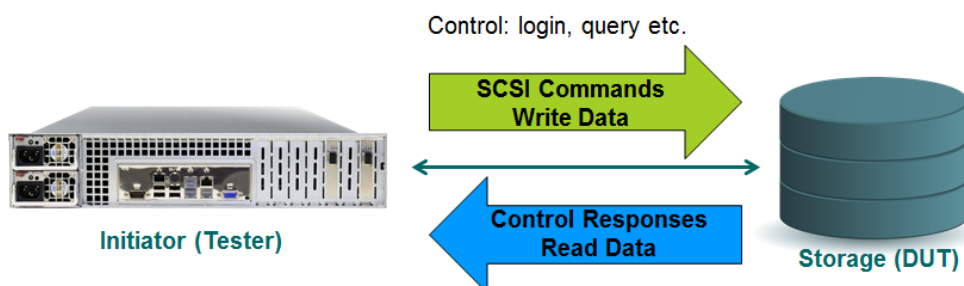 Control: login, query etc.
SCSI Commands
Write Data
Control Responses
Read Data
Initiator (Tester)
Storage (DUT)